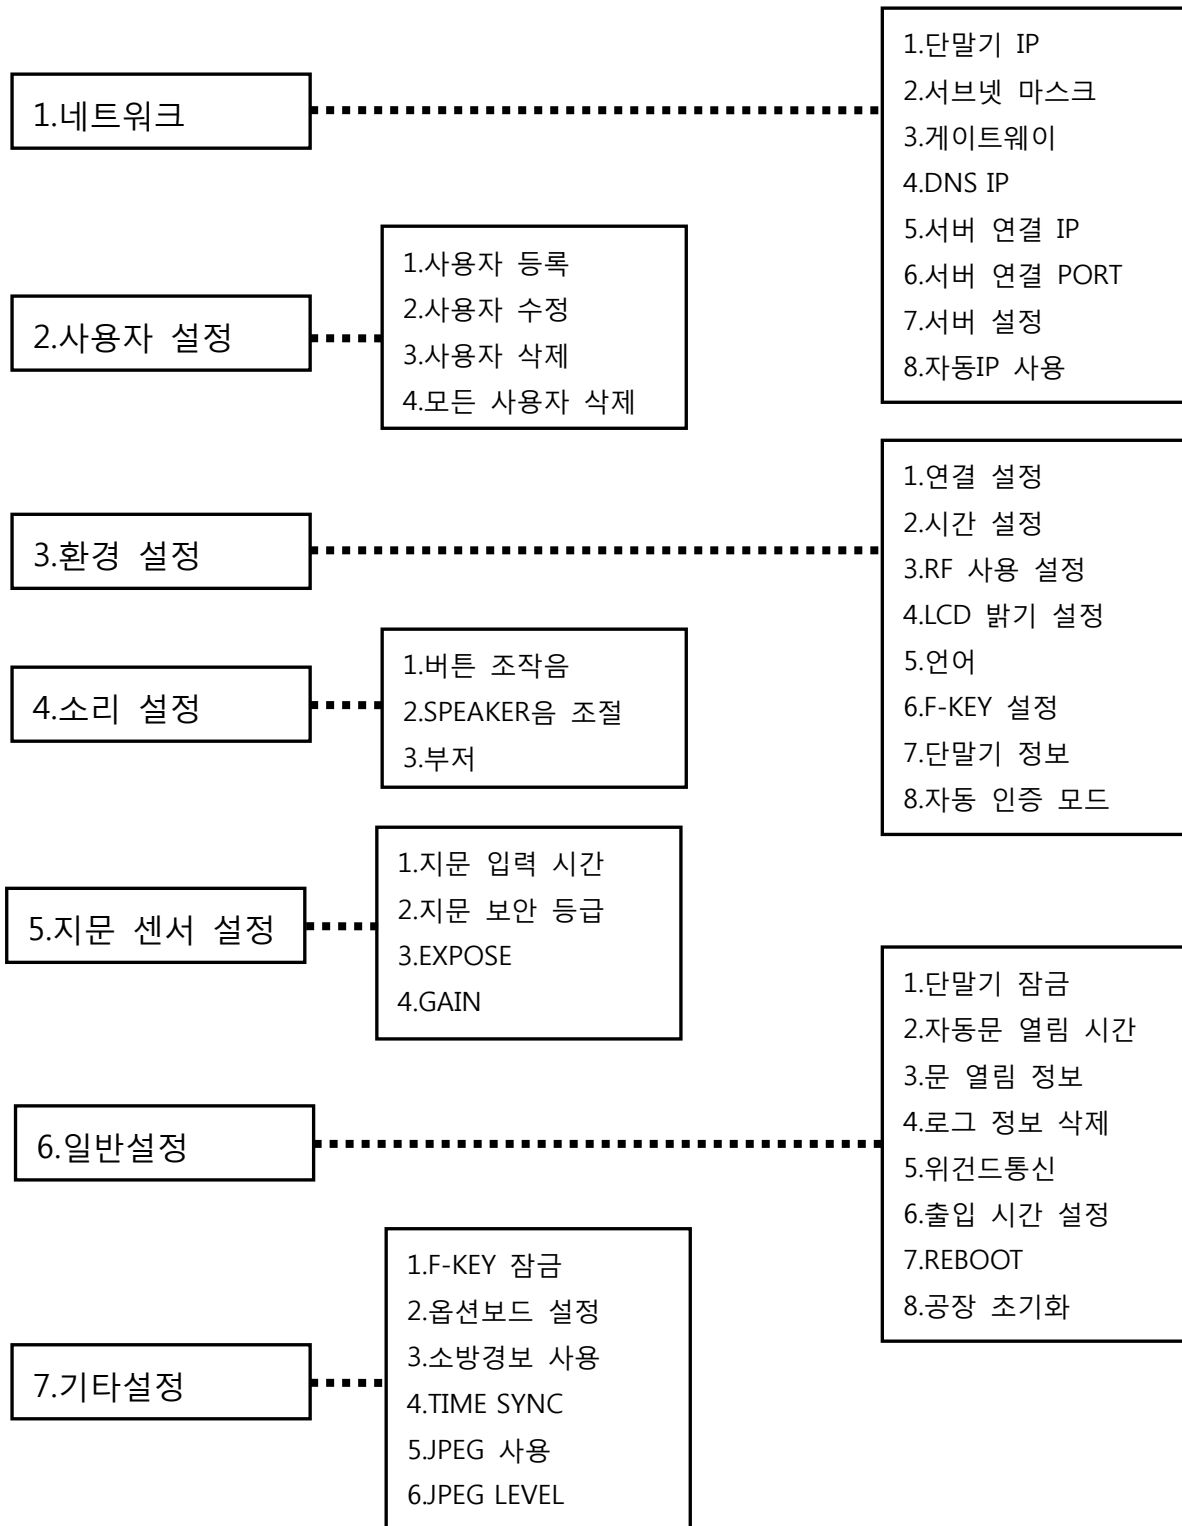 1.네트워크
1.단말기 IP
2.서브넷 마스크
3.게이트웨이
4.DNS IP
5.서버 연결 IP
6.서버 연결 PORT
7.서버 설정
8.자동IP 사용
2.사용자 설정
1.사용자 등록
2.사용자 수정
3.사용자 삭제
4.모든 사용자 삭제
3.환경 설정
1.연결 설정
2.시간 설정
3.RF 사용 설정
4.LCD 밝기 설정
5.언어
6.F-KEY 설정
7.단말기 정보
8.자동 인증 모드
4.소리 설정
1.버튼 조작음
2.SPEAKER음 조절
3.부저
5.지문 센서 설정
1.지문 입력 시간
2.지문 보안 등급
3.EXPOSE
4.GAIN
6.일반설정
1.단말기 잠금
2.자동문 열림 시간
3.문 열림 정보
4.로그 정보 삭제
5.위건드통신
6.출입 시간 설정
7.REBOOT
8.공장 초기화
7.기타설정
1.F-KEY 잠금
2.옵션보드 설정
3.소방경보 사용
4.TIME SYNC
5.JPEG 사용
6.JPEG LEVEL